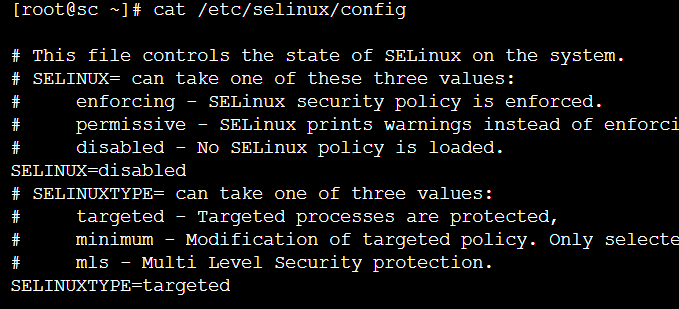 [root@sc ~]# cat /etc/selinux/config
# This file controls the state of SELinux on the system.
# SELINUX= can take one of these three values:
#     enforcing - SELinux security policy is enforced.
#     permissive - SELinux prints warnings instead of enforci
#     disabled - No SELinux policy is loaded.
SELINUX=disabled
# SELINUXTYPE= can take one of three values:
#     targeted - Targeted processes are protected,
#     minimum - Modification of targeted policy. Only selecte
#     mls - Multi Level Security protection.
SELINUXTYPE=targeted